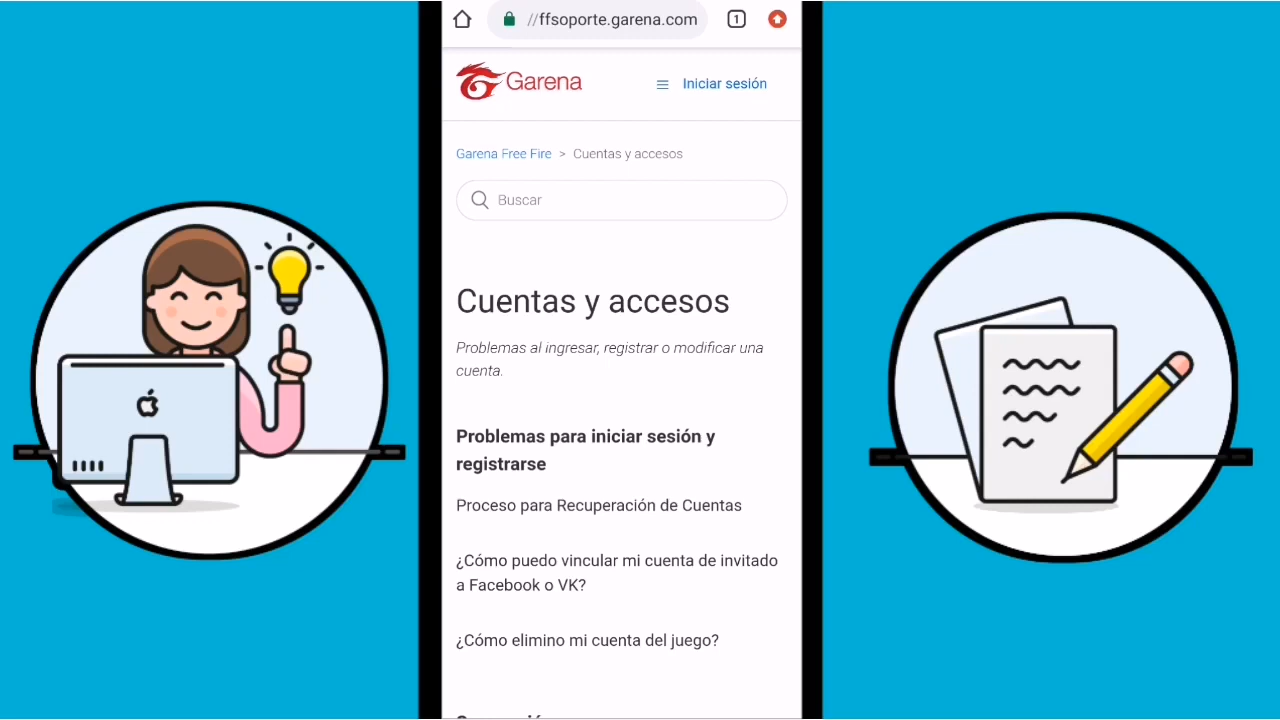 //ffsoporte.garena.com
1
Garena
Iniciar sesión
Garena Free Fire > Cuentas y accesos
Buscar
Cuentas y accesos
Problemas al ingresar, registrar o modificar una
cuenta.
Problemas para iniciar sesión y
registrarse
Proceso para Recuperación de Cuentas
¿Cómo puedo vincular mi cuenta de invitado
a Facebook o VK?
¿Cómo elimino mi cuenta del juego?